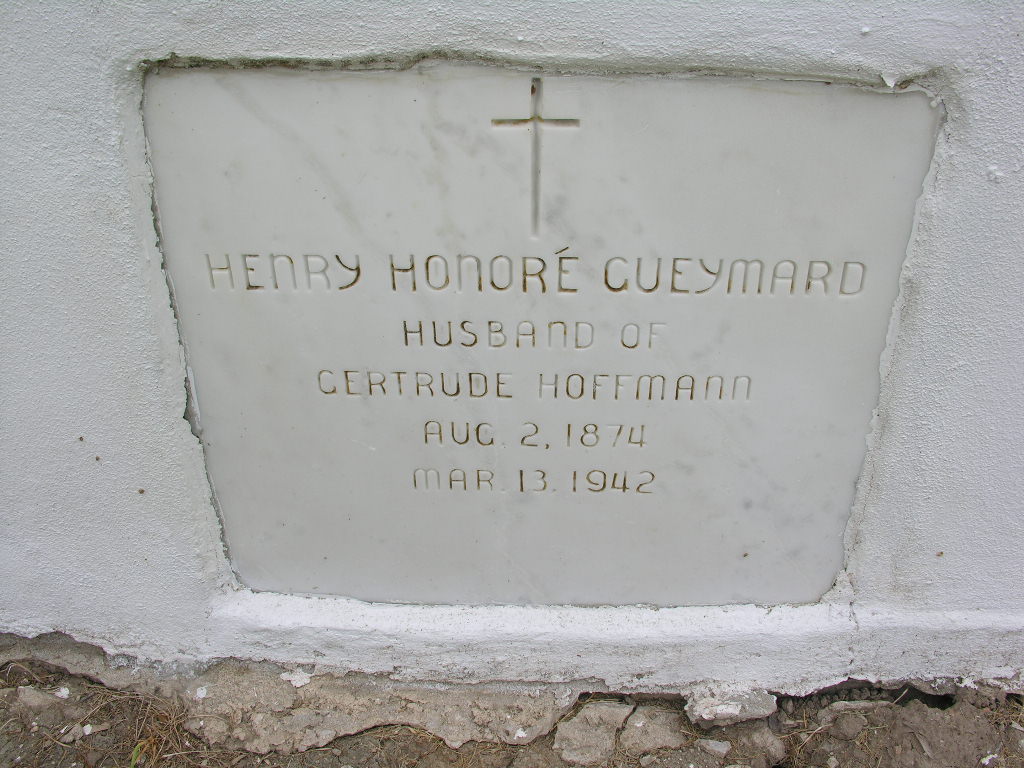 HENRY HONORÉ GUEYMARD
HUSBAND OF
GERTRUDE HOFFMANN
AUG. 2, 1874
MAR. 13. 1942